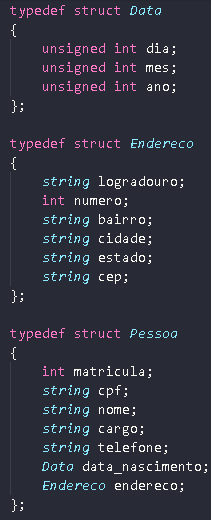 typedef struct Data
{
    unsigned int dia;
    unsigned int mes;
    unsigned int ano;
};
typedef struct Endereco
{
    string logradouro;
    int numero;
    string bairro;
    string cidade;
    string estado;
    string cep;
};
typedef struct Pessoa
{
    int matricula;
    string cpf;
    string nome;
    string cargo;
    string telefone;
    Data data_nascimento;
    Endereco endereco;
};